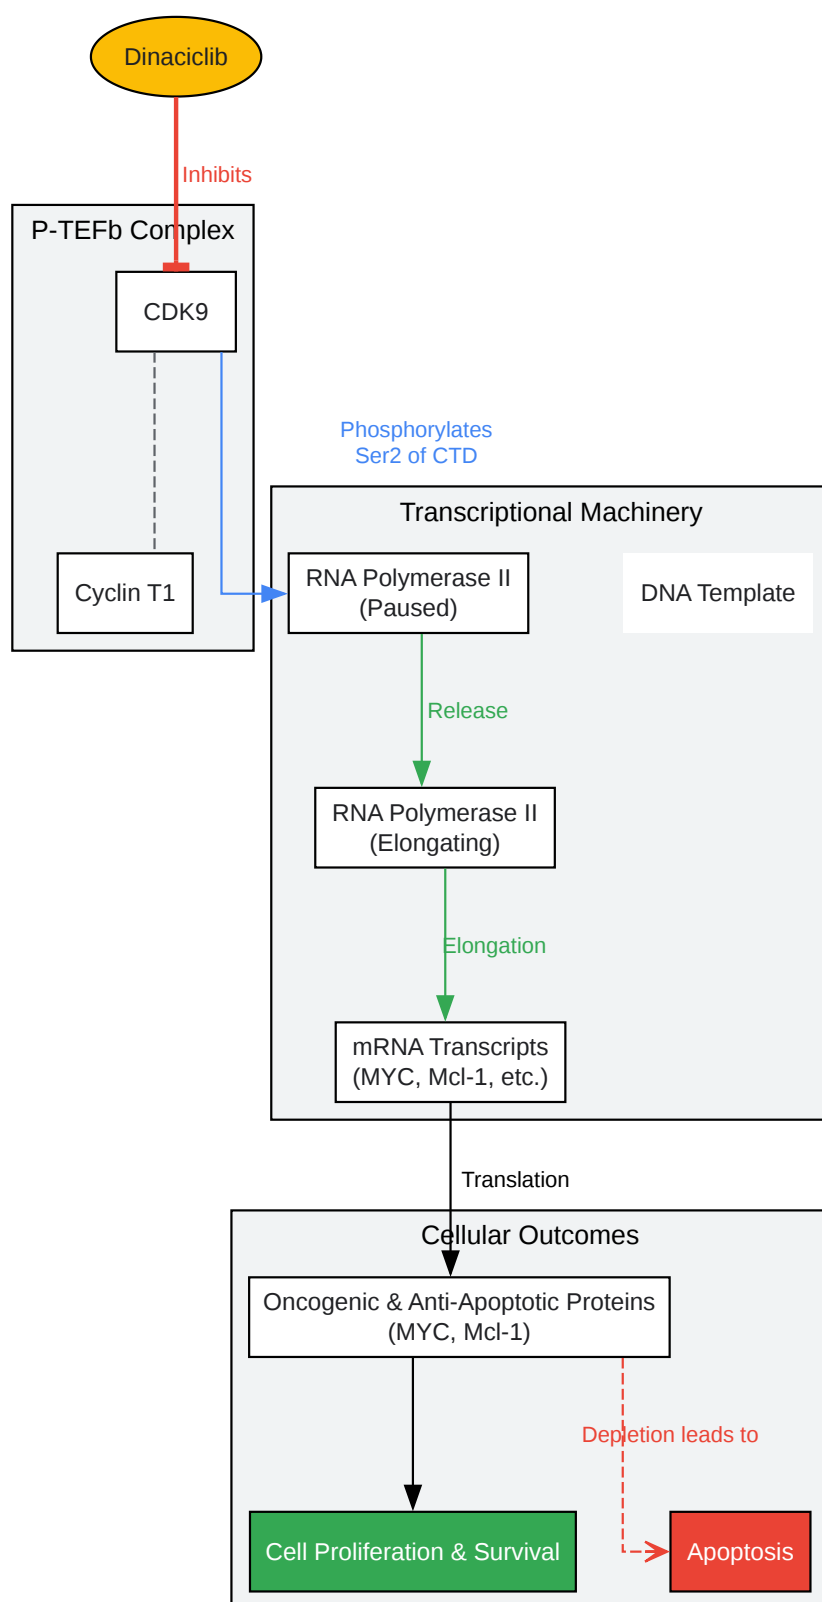 Dinaciclib
Inhibits
P-TEFb Complex
CDK9
Phosphorylates
Ser2 of CTD
Transcriptional Machinery
Cyclin T1
RNA Polymerase II
(Paused)
DNA Template
Release
RNA Polymerase II
(Elongating)
Elongation
mRNA Transcripts
(MYC, Mcl-1, etc.)
Translation
Cellular Outcomes
Oncogenic & Anti-Apoptotic Proteins
(MYC, Mcl-1)
Depletion leads to
Cell Proliferation & Survival
Apoptosis